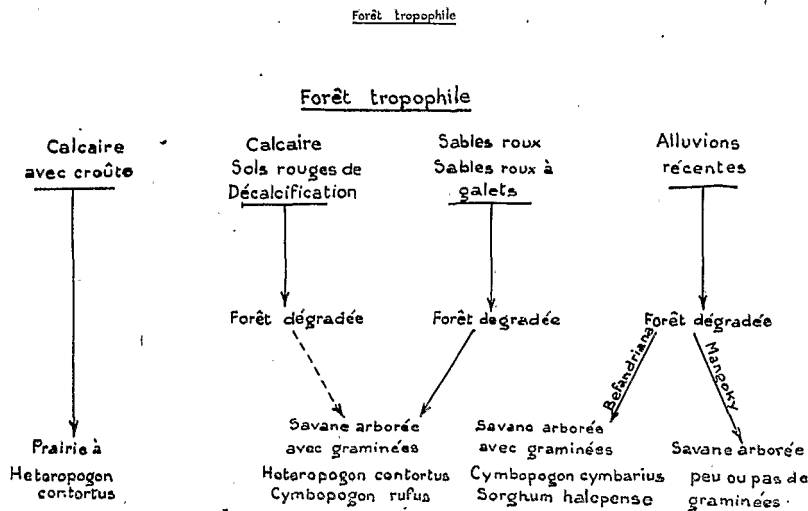 Forêt tropophile
Forêt tropophile
Calcaire
avec croûte
Calcaire
Sols rouges de
Décalcification
Sables roux
Sables roux à
galets
Alluvions
récentes
Forêt dégradée
Forêt degradée
Forêt dégradée
Befandriana
Mangoky
Prairie à
Heteropogon
contortus
Savane arborée
avec graminées
Heteropogon contortus
Cymbopogon rufus
Savane arborée
avec graminées
Cymbopogon cymbarius
Sorghum halepense
Savane arborée
peu ou pas de
graminées.